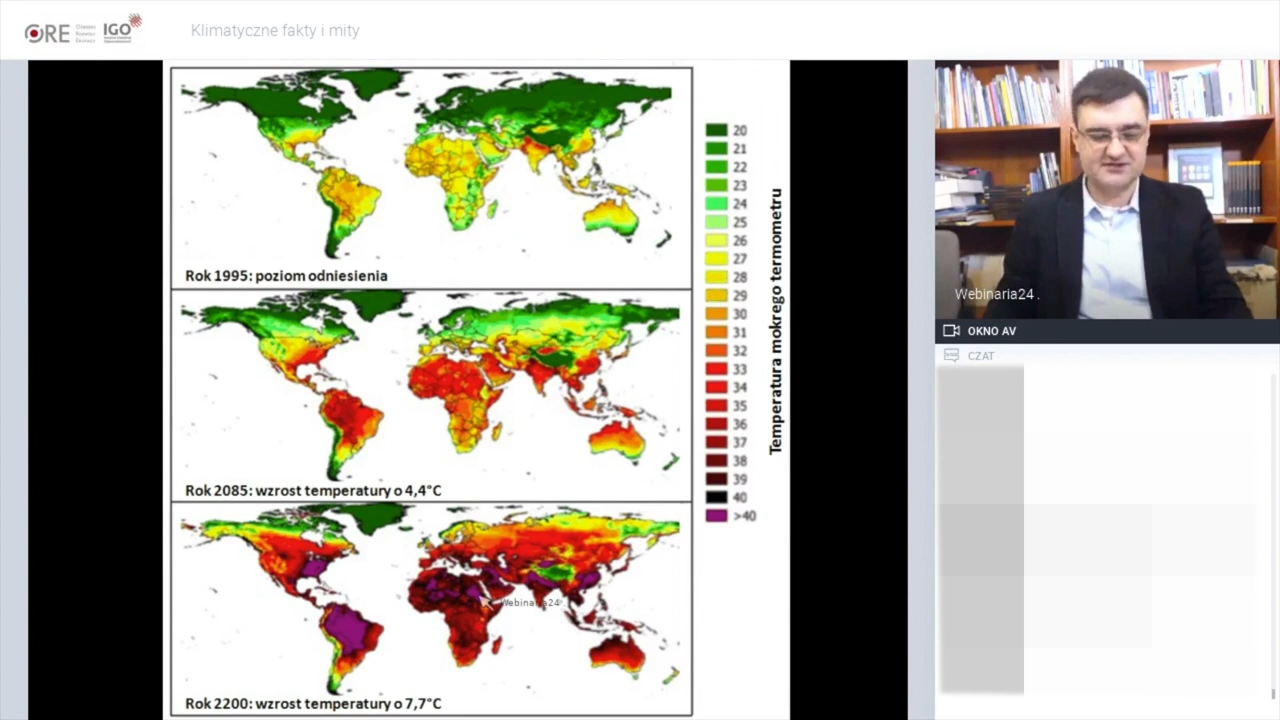 ORE
IGO
Klimatyczne fakty i mity
Rok 1995: poziom odniesienia
Rok 2085: wzrost temperatury o 4,4°C
Rok 2200: wzrost temperatury o 7,7°C
Webinaria24 .
20
21
22
23
24
25
26
27
28
29
30
31
32
33
34
35
36
37
38
39
40
>40
Temperatura mokrego termometru
Webinaria24 .
OKNO AV
CZAT